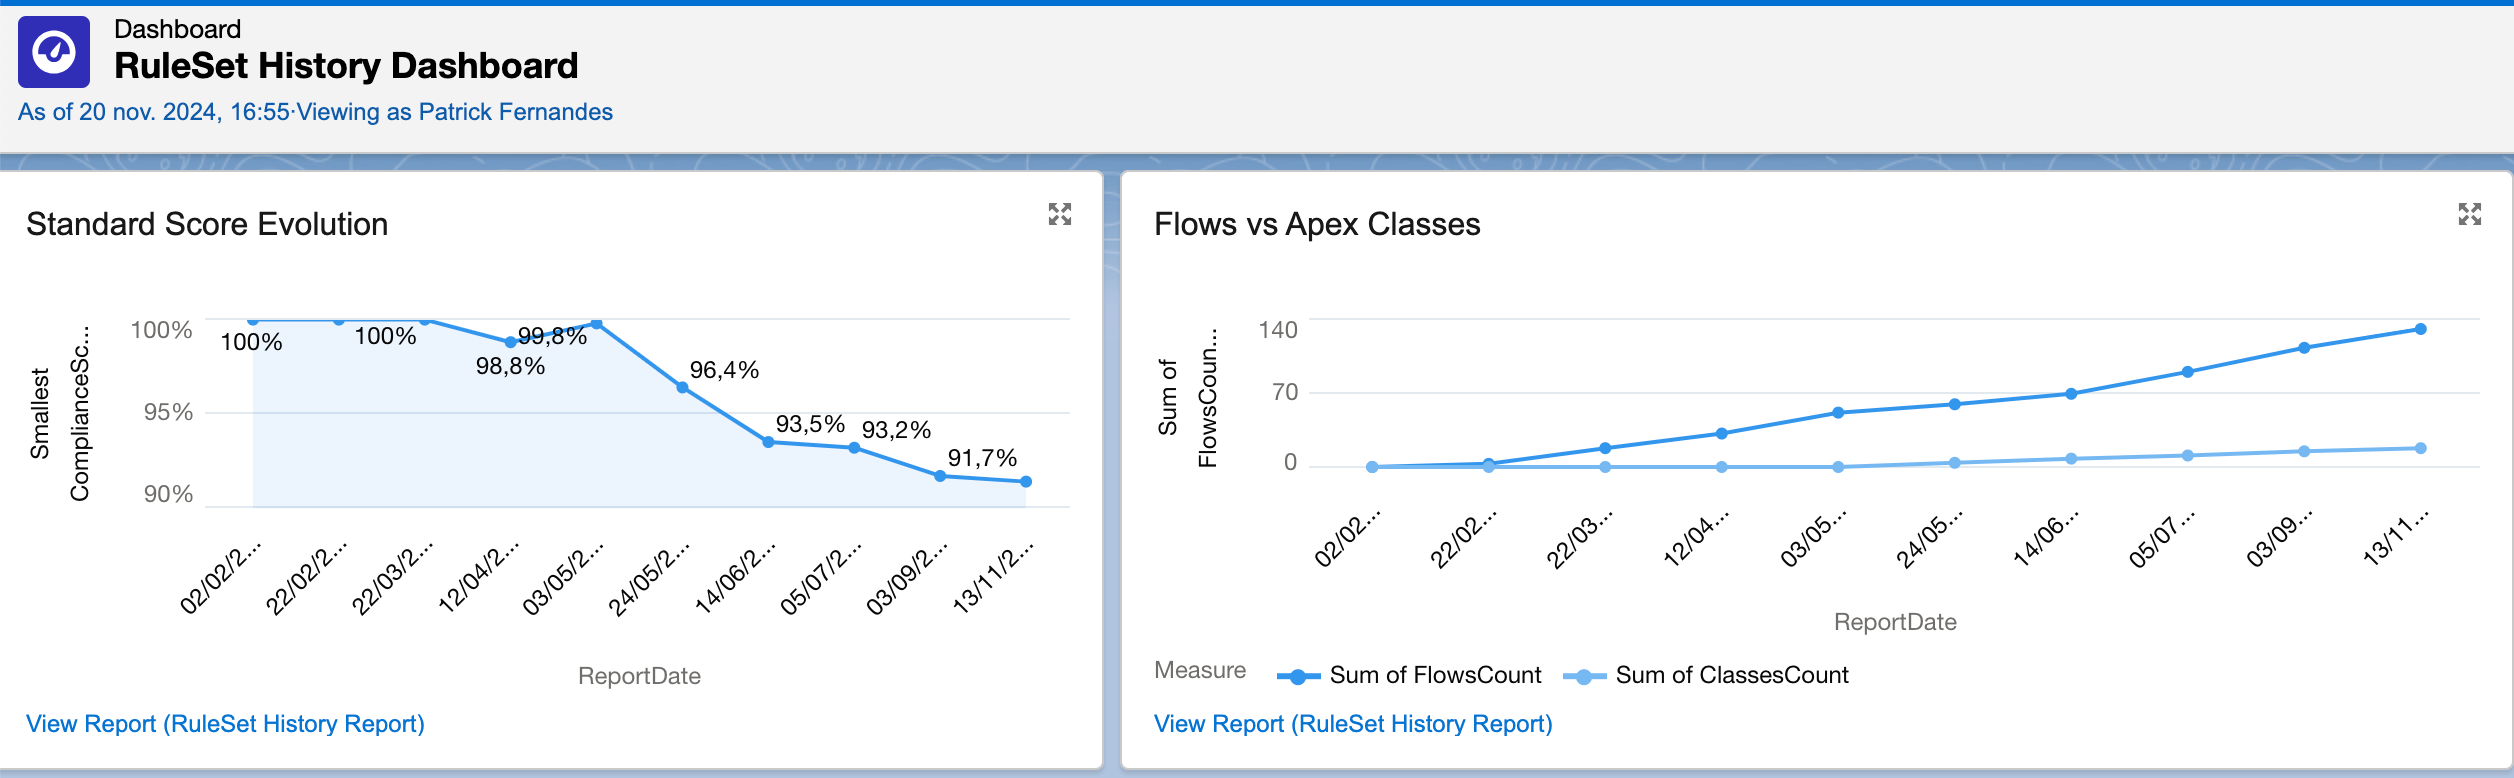 Dashboard
RuleSet History Dashboard
As of 20 nov. 2024, 16:55·Viewing as Patrick Fernandes
Standard Score Evolution
Smallest
ComplianceSc...
100%
95%
90%
100%
100%
98,8%
99,8%
96,4%
93,5%
93,2%
91,7%
02/02/2...
22/02/2...
22/03/2...
12/04/2...
03/05/2...
24/05/2...
14/06/2...
05/07/2...
03/09/2...
13/11/2...
ReportDate
View Report (RuleSet History Report)
Flows vs Apex Classes
Sum of
FlowsCoun...
140
70
0
02/02...
22/02...
22/03...
12/04...
03/05...
24/05...
14/06...
05/07...
03/09...
13/11...
ReportDate
Measure
Sum of FlowsCount
Sum of ClassesCount
View Report (RuleSet History Report)